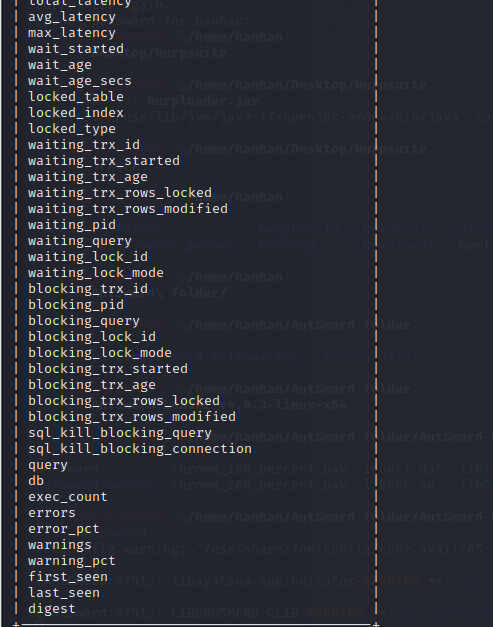 total_latency
| avg_latency |
| max_latency |
| wait_started |
| wait_age |
| wait_age_secs |
| locked_table |
| locked_index |
| locked_type |
| waiting_trx_id |
| waiting_trx_started |
| waiting_trx_age |
| waiting_trx_rows_locked |
| waiting_trx_rows_modified |
| waiting_pid |
| waiting_query |
| waiting_lock_id |
| waiting_lock_mode |
| blocking_trx_id |
| blocking_pid |
| blocking_query |
| blocking_lock_id |
| blocking_lock_mode |
| blocking_trx_started |
| blocking_trx_age |
| blocking_trx_rows_locked |
| blocking_trx_rows_modified |
| sql_kill_blocking_query |
| sql_kill_blocking_connection |
| query |
| db |
| exec_count |
| errors |
| error_pct |
| warnings |
| warning_pct |
| first_seen |
| last_seen |
| digest |